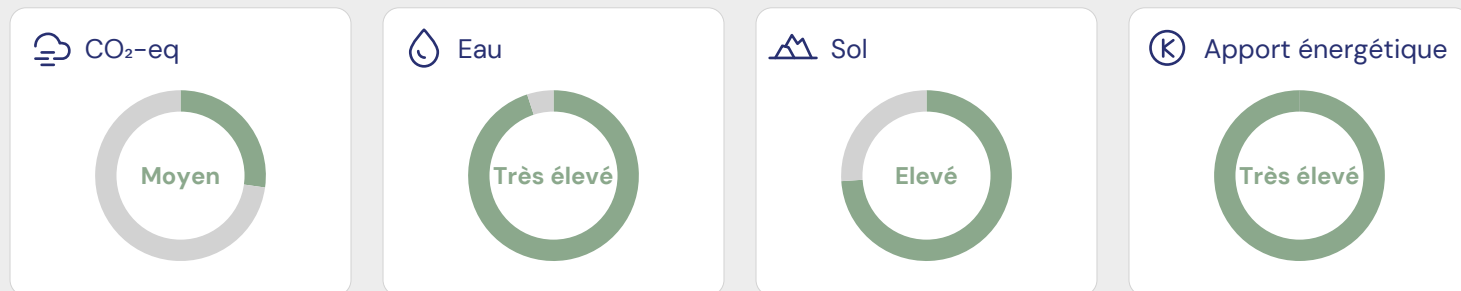 CO₂-eq
Moyen
Eau
Très élevé
Sol
Elevé
Apport énergétique
Très élevé